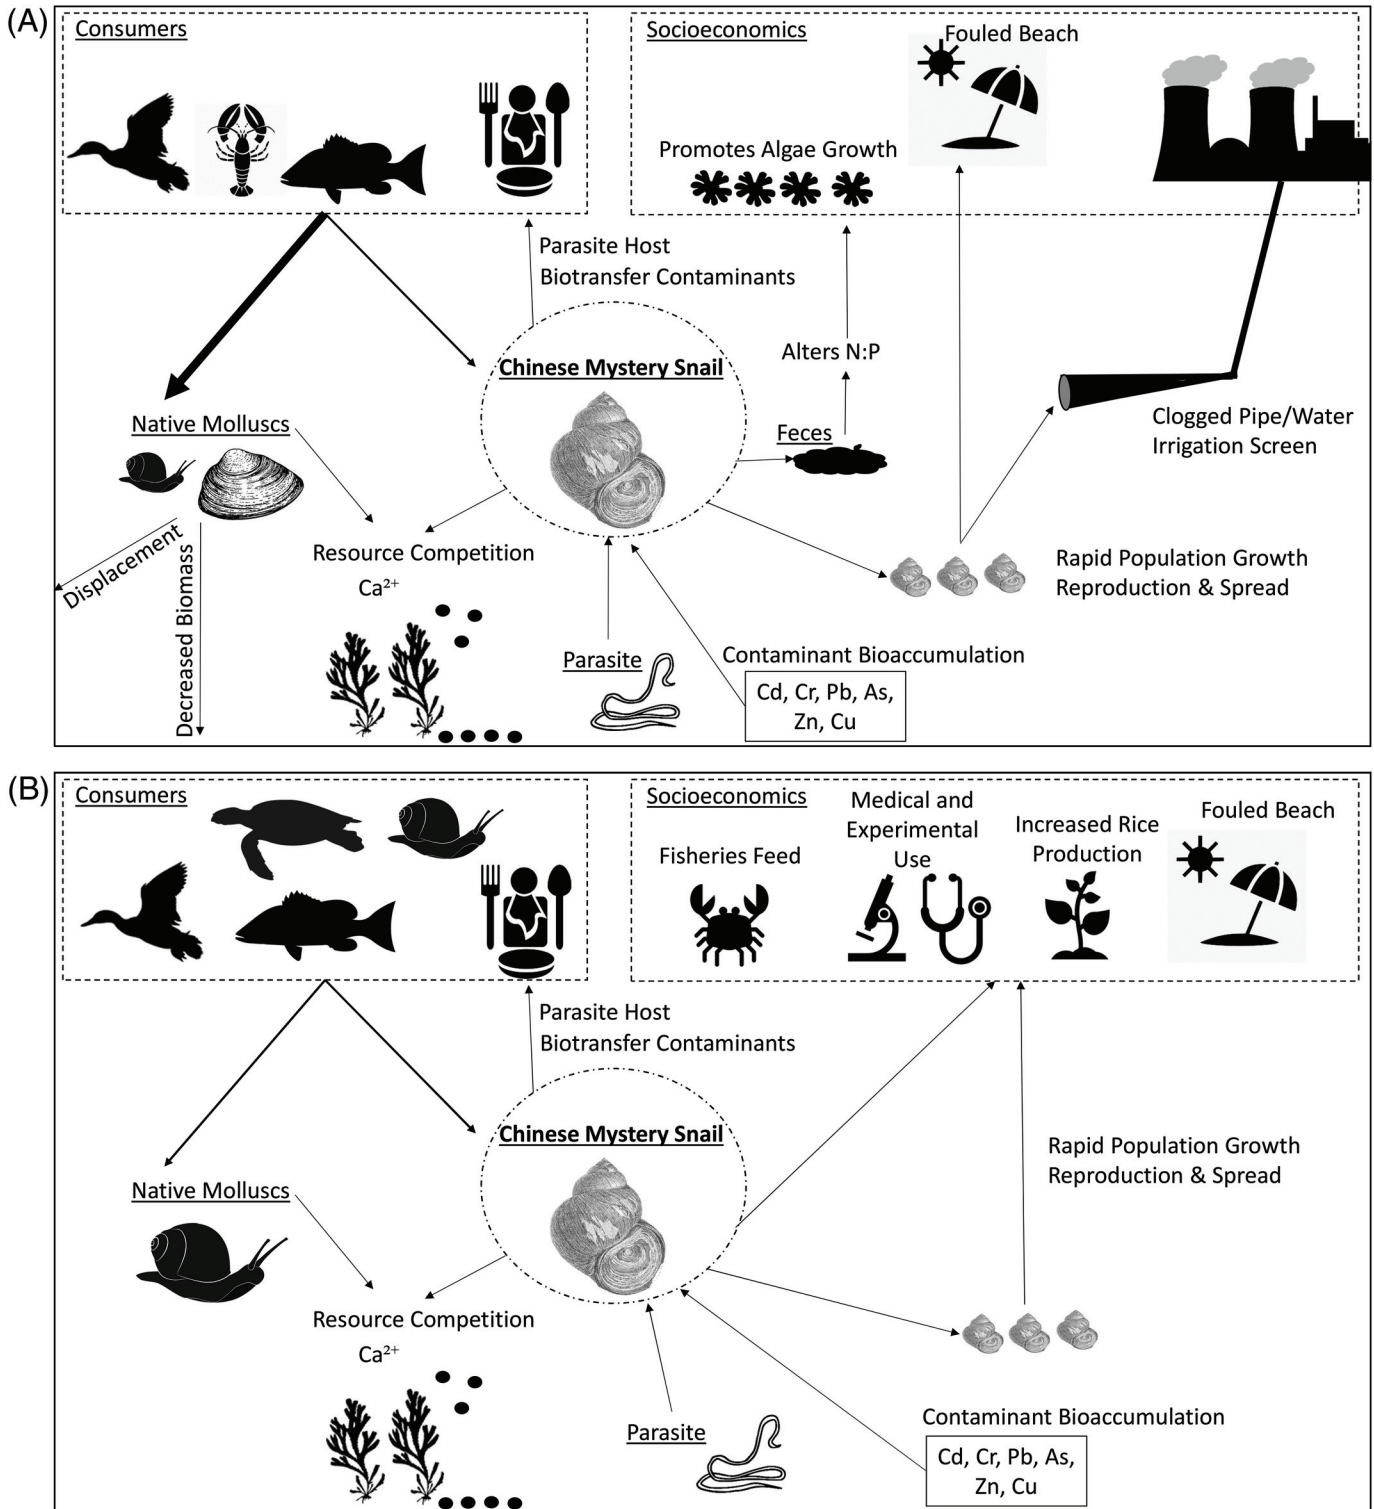 (A)
Consumers
Socioeconomics
Fouled Beach
Promotes Algae Growth
Parasite Host
Biotransfer Contaminants
Alters N:P
Chinese Mystery Snail
Clogged Pipe/Water
Irrigation Screen
Native Molluscs
Feces
Displacement
Decreased Biomass
Resource Competition
Ca²⁺
Rapid Population Growth
Reproduction & Spread
Parasite
Contaminant Bioaccumulation
Cd, Cr, Pb, As,
Zn, Cu
(B)
Consumers
Socioeconomics
Fisheries Feed
Medical and
Experimental
Use
Increased Rice
Production
Fouled Beach
Parasite Host
Biotransfer Contaminants
Chinese Mystery Snail
Rapid Population Growth
Reproduction & Spread
Native Molluscs
Resource Competition
Ca²⁺
Parasite
Contaminant Bioaccumulation
Cd, Cr, Pb, As,
Zn, Cu